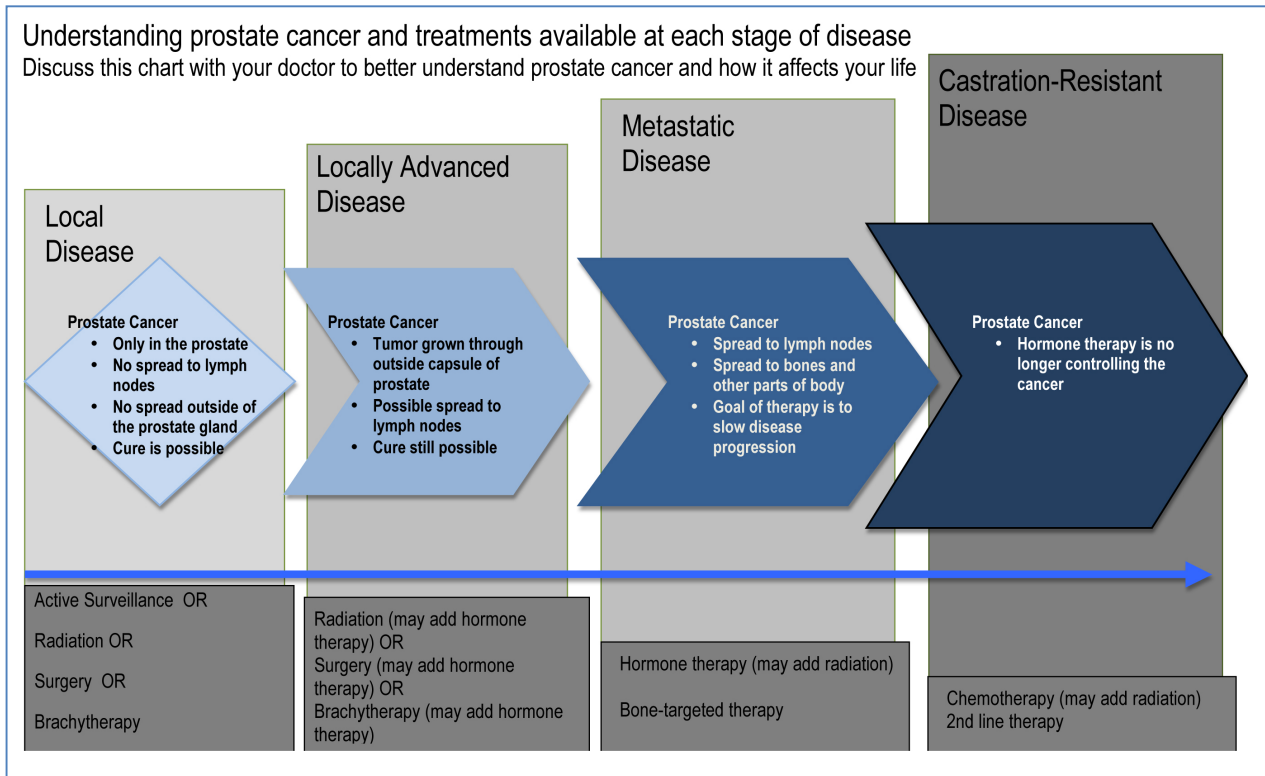 Understanding prostate cancer and treatments available at each stage of disease
Discuss this chart with your doctor to better understand prostate cancer and how it affects your life
Local
Disease
Prostate Cancer
• Only in the prostate
• No spread to lymph
nodes
• No spread outside of
the prostate gland
• Cure is possible
Active Surveillance OR
Radiation OR
Surgery OR
Brachytherapy
Locally Advanced
Disease
Prostate Cancer
• Tumor grown through
outside capsule of
prostate
• Possible spread to
lymph nodes
• Cure still possible
Radiation (may add hormone
therapy) OR
Surgery (may add hormone
therapy) OR
Brachytherapy (may add hormone
therapy)
Metastatic
Disease
Prostate Cancer
• Spread to lymph nodes
• Spread to bones and
other parts of body
• Goal of therapy is to
slow disease
progression
Hormone therapy (may add radiation)
Bone-targeted therapy
Castration-Resistant
Disease
Prostate Cancer
• Hormone therapy is no
longer controlling the
cancer
Chemotherapy (may add radiation)
2nd line therapy